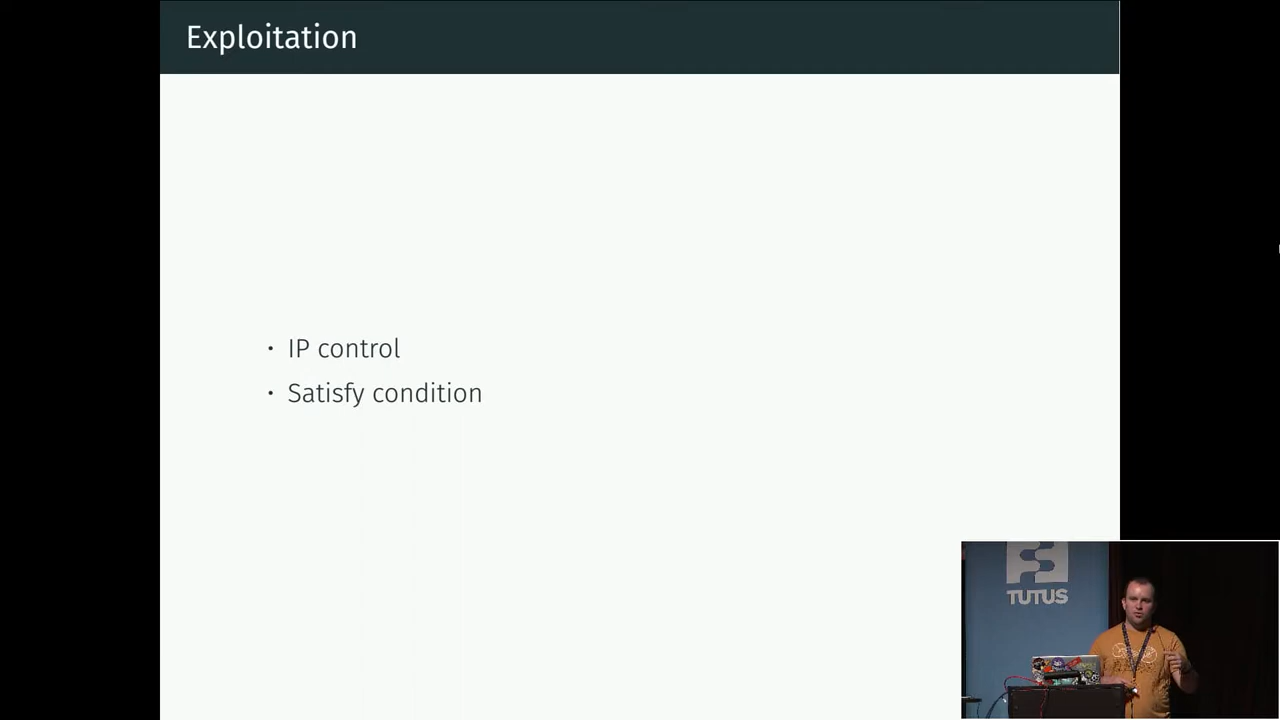 Exploitation
• IP control
• Satisfy condition
TUTUS